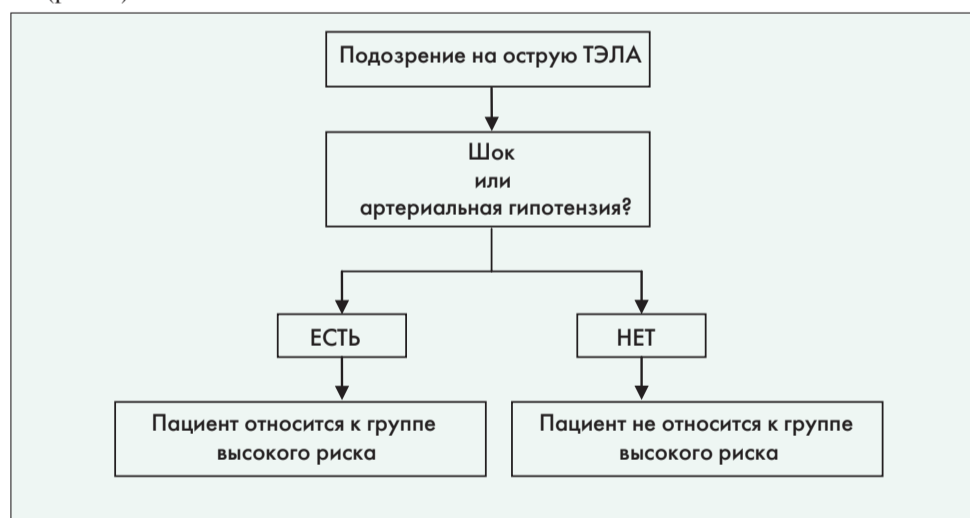 Подозрение на острую ТЭЛА
Шок
или
артериальная гипотензия?
ЕСТЬ
НЕТ
Пациент относится к группе
высокого риска
Пациент не относится к группе
высокого риска